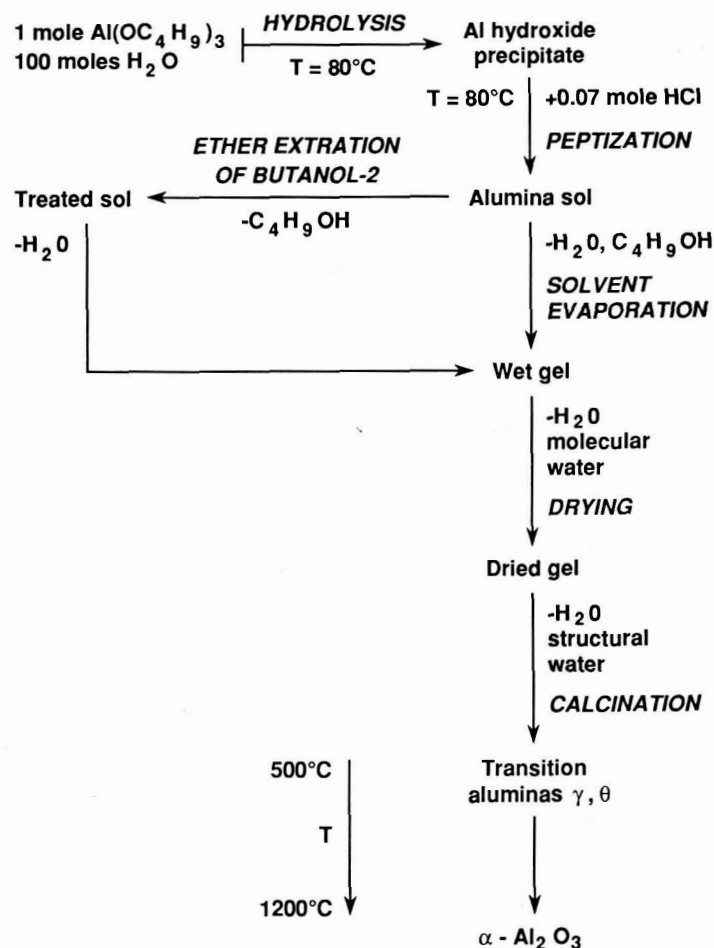 1 mole Al(OC4H9)3
100 moles H2O
HYDROLYSIS
T = 80°C
Al hydroxide
precipitate
T = 80°C
+0.07 mole HCl
PEPTIZATION
ETHER EXTRATION
OF BUTANOL-2
-C4H9OH
Treated sol
-H2O
Alumina sol
-H2O, C4H9OH
SOLVENT
EVAPORATION
Wet gel
-H2O
molecular
water
DRYING
Dried gel
-H2O
structural
water
CALCINATION
500°C
T
1200°C
Transition
aluminas γ, θ
α - Al2O3